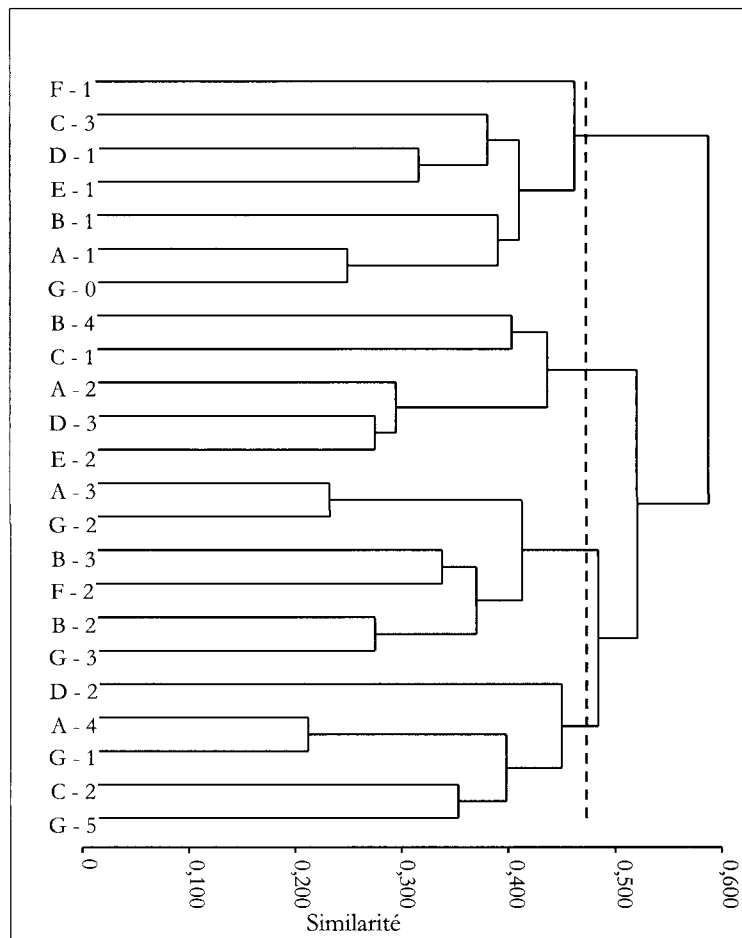 F - 1
C - 3
D - 1
E - 1
B - 1
A - 1
G - 0
B - 4
C - 1
A - 2
D - 3
E - 2
A - 3
G - 2
B - 3
F - 2
B - 2
G - 3
D - 2
A - 4
G - 1
C - 2
G - 5
0
0,100
0,200
0,300
0,400
0,500
0,600
Similarité